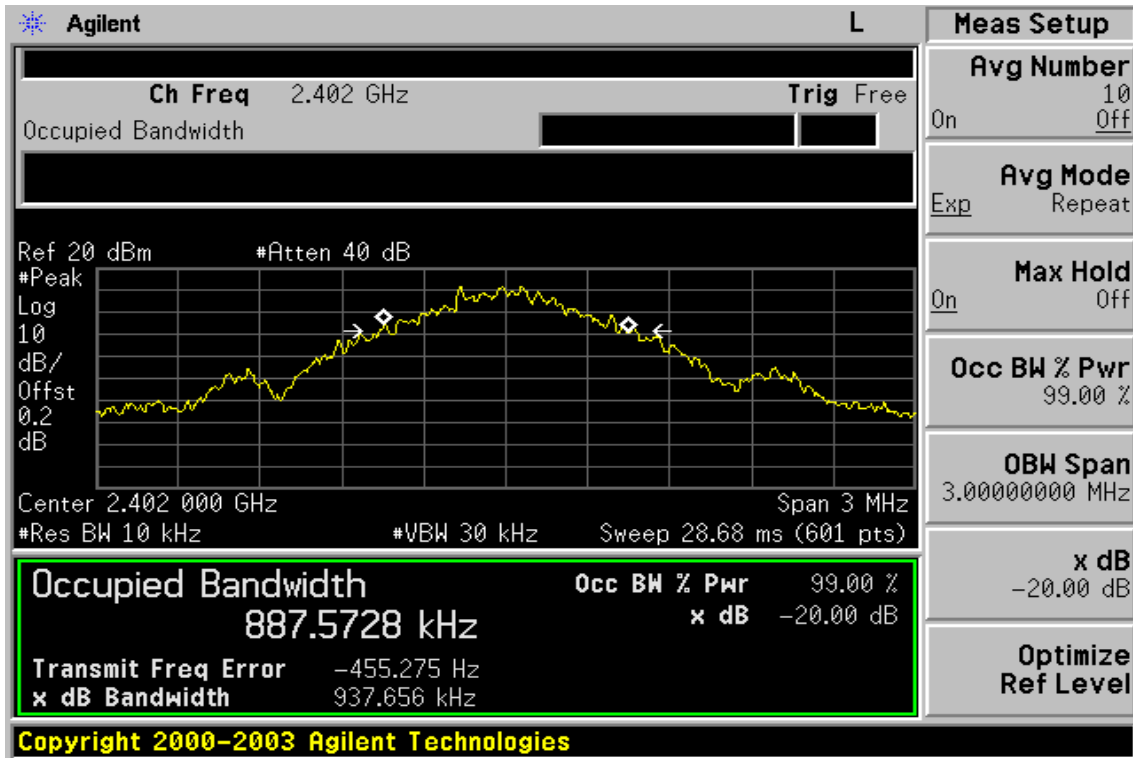 Agilent L
Ch Freq 2.402 GHz Trig Free
Occupied Bandwidth
Ref 20 dBm #Atten 40 dB
#Peak
Log
10
dB/
Offst
0.2
dB
Center 2.402 000 GHz Span 3 MHz
#Res BW 10 kHz #VBW 30 kHz Sweep 28.68 ms (601 pts)
Occupied Bandwidth Occ BW % Pwr 99.00 %
887.5728 kHz x dB -20.00 dB
Transmit Freq Error -455.275 Hz
x dB Bandwidth 937.656 kHz
Copyright 2000-2003 Agilent Technologies
Meas Setup
Avg Number
10
On Off
Avg Mode
Exp Repeat
Max Hold
On Off
Occ BW % Pwr
99.00 %
OBW Span
3.00000000 MHz
x dB
-20.00 dB
Optimize
Ref Level